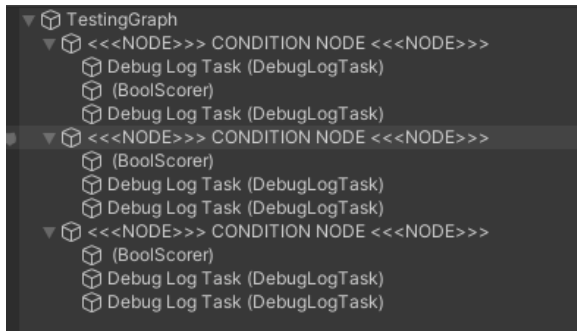 TestingGraph
<<<NODE>>> CONDITION NODE <<<NODE>>>
Debug Log Task (DebugLogTask)
(BoolScorer)
Debug Log Task (DebugLogTask)
<<<NODE>>> CONDITION NODE <<<NODE>>>
(BoolScorer)
Debug Log Task (DebugLogTask)
Debug Log Task (DebugLogTask)
<<<NODE>>> CONDITION NODE <<<NODE>>>
(BoolScorer)
Debug Log Task (DebugLogTask)
Debug Log Task (DebugLogTask)